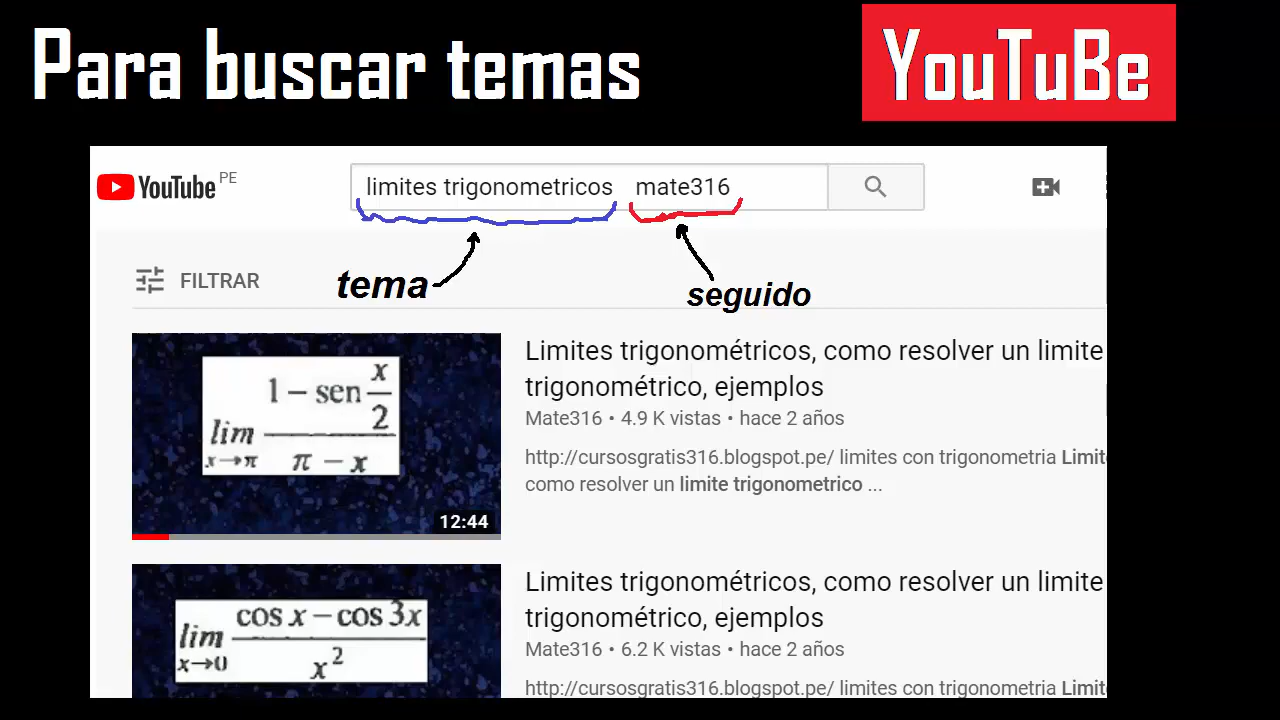 Para buscar temas
YouTuBe
YouTube PE
limites trigonometricos mate316
tema
seguido
FILTRAR
1 − sen x/2
lim
x→π
π − x
12:44
Limites trigonométricos, como resolver un limite
trigonométrico, ejemplos
Mate316 • 4.9 K vistas • hace 2 años
http://cursosgratis316.blogspot.pe/ limites con trigonometria Limit
como resolver un limite trigonometrico ...
cos x − cos 3x
lim
x→0
x²
Limites trigonométricos, como resolver un limite
trigonométrico, ejemplos
Mate316 • 6.2 K vistas • hace 2 años
http://cursosgratis316.blogspot.pe/ limites con trigonometria Limit